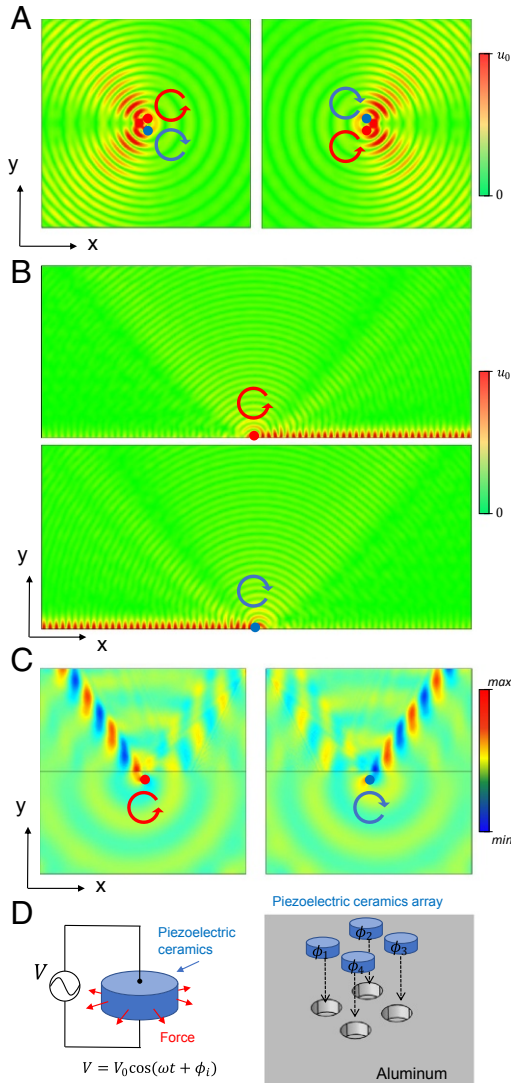 A
u₀
0
y
x
B
u₀
0
y
x
C
max
min
y
x
D
Piezoelectric ceramics array
Piezoelectric
ceramics
V
Force
V = V₀cos(ωt + ϕᵢ)
ϕ₂
ϕ₁
ϕ₃
ϕ₄
Aluminum